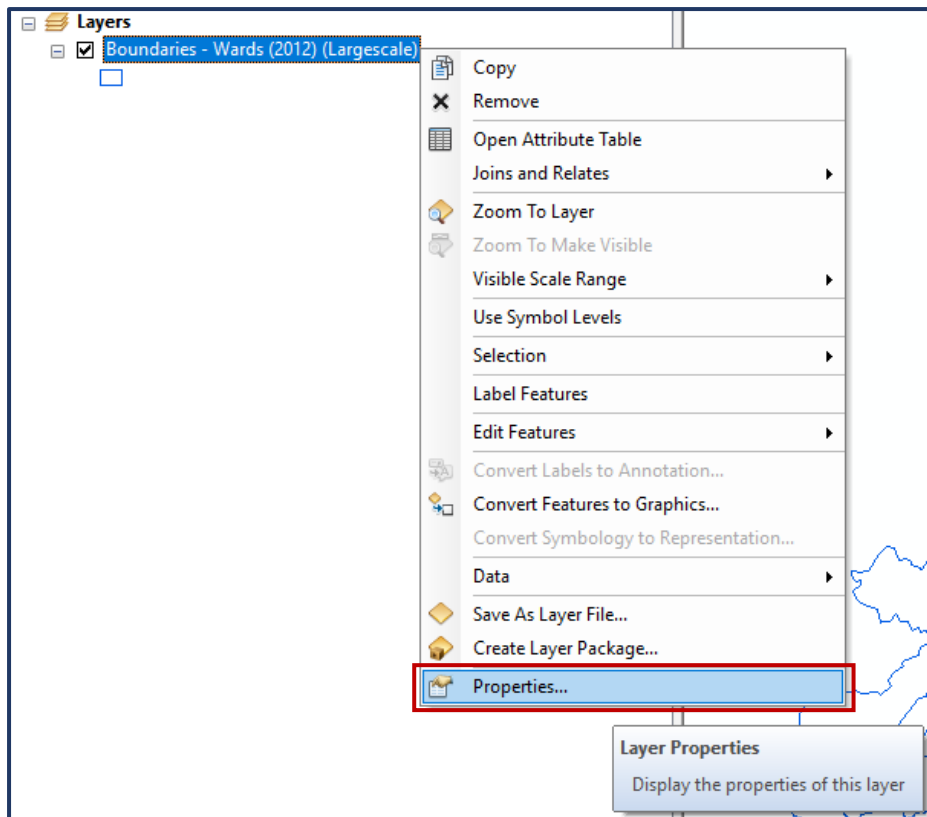 Layers
Boundaries - Wards (2012) (Largescale)
Copy
Remove
Open Attribute Table
Joins and Relates
Zoom To Layer
Zoom To Make Visible
Visible Scale Range
Use Symbol Levels
Selection
Label Features
Edit Features
Convert Labels to Annotation...
Convert Features to Graphics...
Convert Symbology to Representation...
Data
Save As Layer File...
Create Layer Package...
Properties...
Layer Properties
Display the properties of this layer